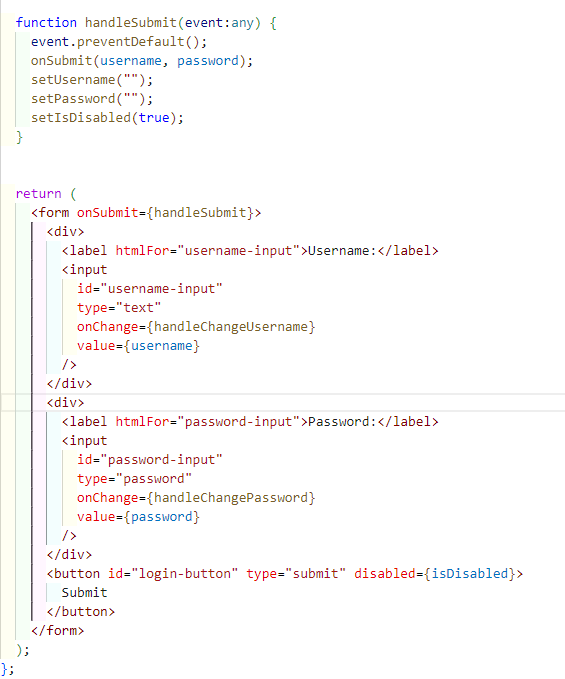 function handleSubmit(event:any) {
event.preventDefault();
onSubmit(username, password);
setUsername("");
setPassword("");
setIsDisabled(true);
}
return (
<form onSubmit={handleSubmit}>
<div>
<label htmlFor="username-input">Username:</label>
<input
id="username-input"
type="text"
onChange={handleChangeUsername}
value={username}
/>
</div>
<div>
<label htmlFor="password-input">Password:</label>
<input
id="password-input"
type="password"
onChange={handleChangePassword}
value={password}
/>
</div>
<button id="login-button" type="submit" disabled={isDisabled}>
Submit
</button>
</form>
);
};